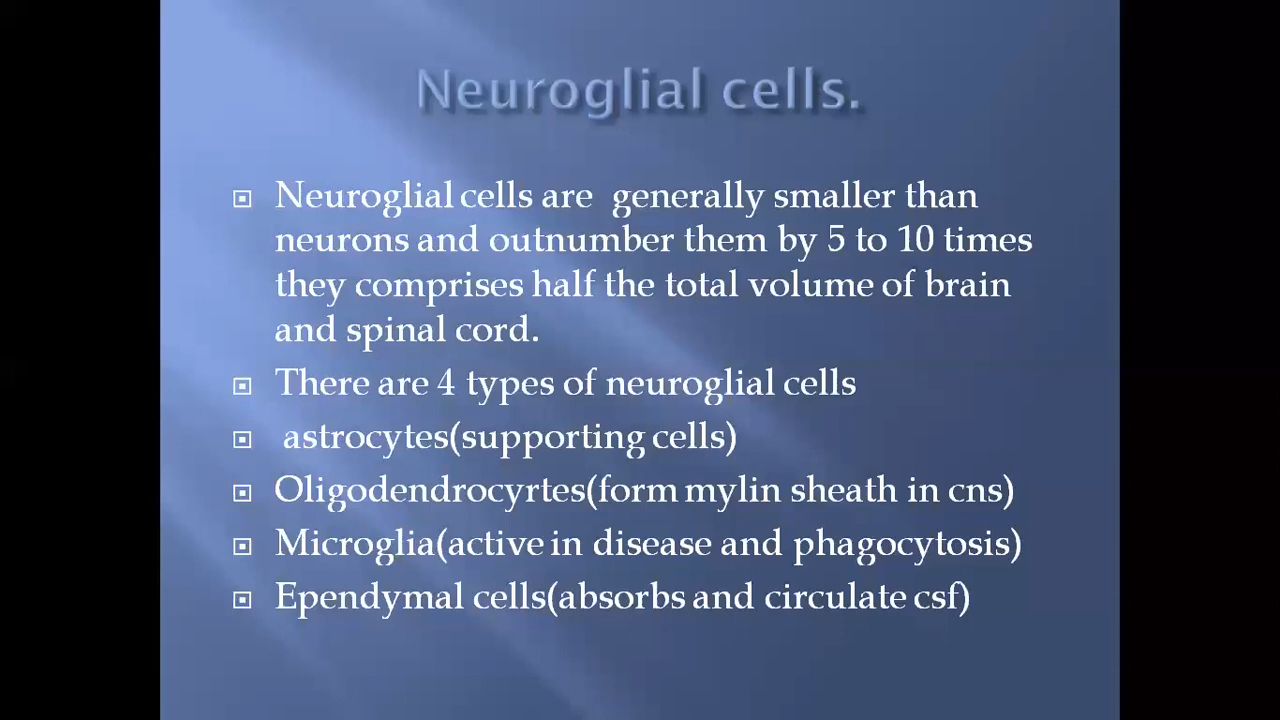 Neuroglial cells.
Neuroglial cells are generally smaller than
neurons and outnumber them by 5 to 10 times
they comprises half the total volume of brain
and spinal cord.
There are 4 types of neuroglial cells
astrocytes(supporting cells)
Oligodendrocyrtes(form mylin sheath in cns)
Microglia(active in disease and phagocytosis)
Ependymal cells(absorbs and circulate csf)